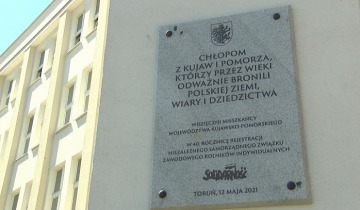 CHŁOPOM
Z KUJAW I POMORZA,
KTÓRZY PRZEZ WIEKI
ODWAŻNIE BRONILI
POLSKIEJ ZIEMI,
WIARY I DZIEDZICTWA
WDZIĘCZNI MIESZKAŃCY
WOJEWÓDZTWA KUJAWSKO-POMORSKIEGO
W 40. ROCZNICĘ REJESTRACJI
NIEZALEŻNEGO SAMORZĄDNEGO ZWIĄZKU
ZAWODOWEGO ROLNIKÓW INDYWIDUALNYCH
SOLIDARNOŚĆ
TORUŃ, 12 MAJA 2021